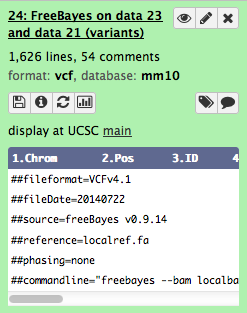 24: FreeBayes on data 23
and data 21 (variants)
1,626 lines, 54 comments
format: vcf, database: mm10
display at UCSC main
1.Chrom 2.Pos 3.ID 4
##fileformat=VCFv4.1
##fileDate=20140722
##source=freeBayes v0.9.14
##reference=localref.fa
##phasing=none
##commandline="freebayes --bam localba